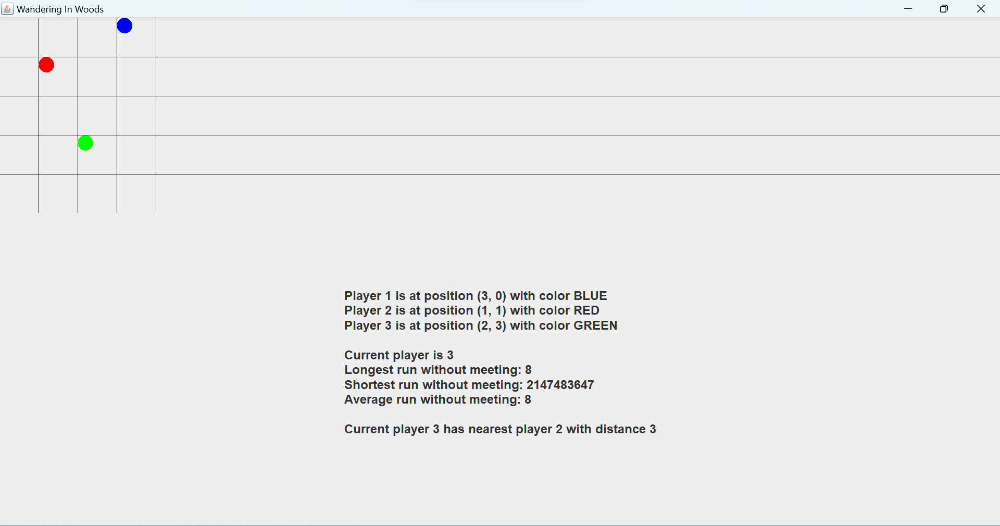 Wandering In Woods
Player 1 is at position (3, 0) with color BLUE
Player 2 is at position (1, 1) with color RED
Player 3 is at position (2, 3) with color GREEN
Current player is 3
Longest run without meeting: 8
Shortest run without meeting: 2147483647
Average run without meeting: 8
Current player 3 has nearest player 2 with distance 3